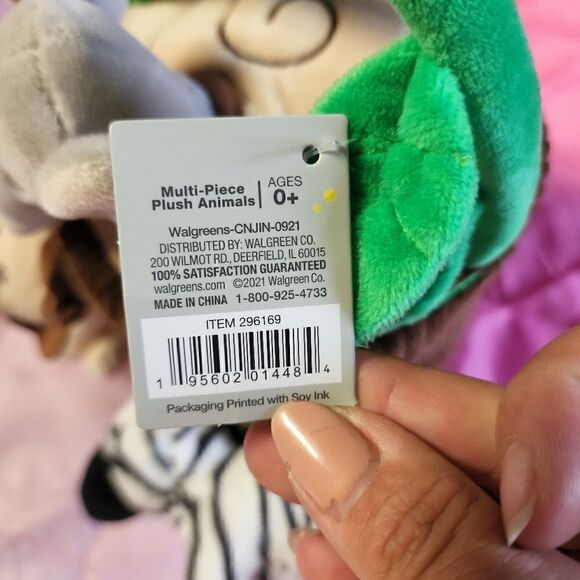 Multi-Piece
Plush Animals
AGES
0+
Walgreens-CNJIN-0921
DISTRIBUTED BY: WALGREEN CO.
200 WILMOT RD., DEERFIELD, IL 60015
100% SATISFACTION GUARANTEED
walgreens.com ©2021 Walgreen Co.
MADE IN CHINA 1-800-925-4733
ITEM 296169
1 95602 01448 4
Packaging Printed with Soy Ink